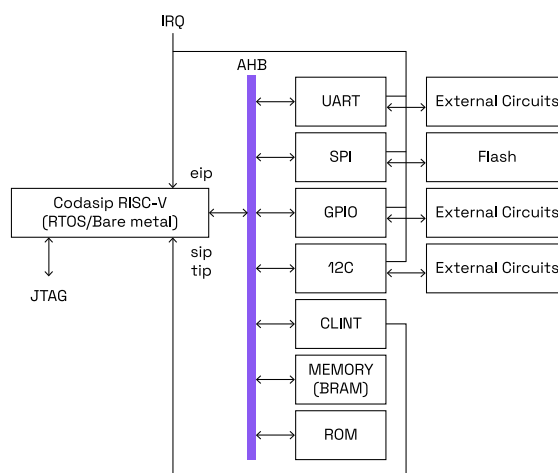 IRQ
AHB
UART
External Circuits
SPI
Flash
eip
Codasip RISC-V
(RTOS/Bare metal)
GPIO
External Circuits
sip
tip
12C
External Circuits
JTAG
CLINT
MEMORY
(BRAM)
ROM